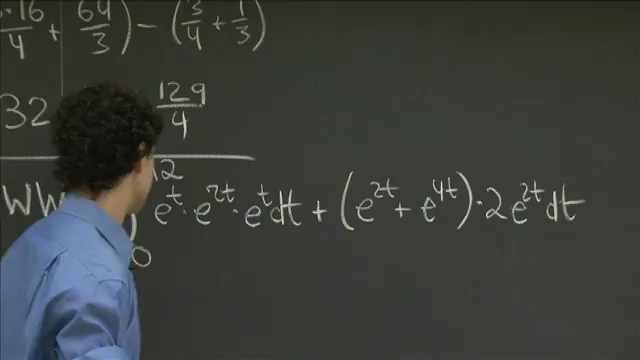 ·16/4 + 64/3) − (3/4 + 1/3)
32 129/4
12
WW e^t · e^{2t} · e^t dt + (e^{2t} + e^{4t}) · 2e^{2t} dt
0